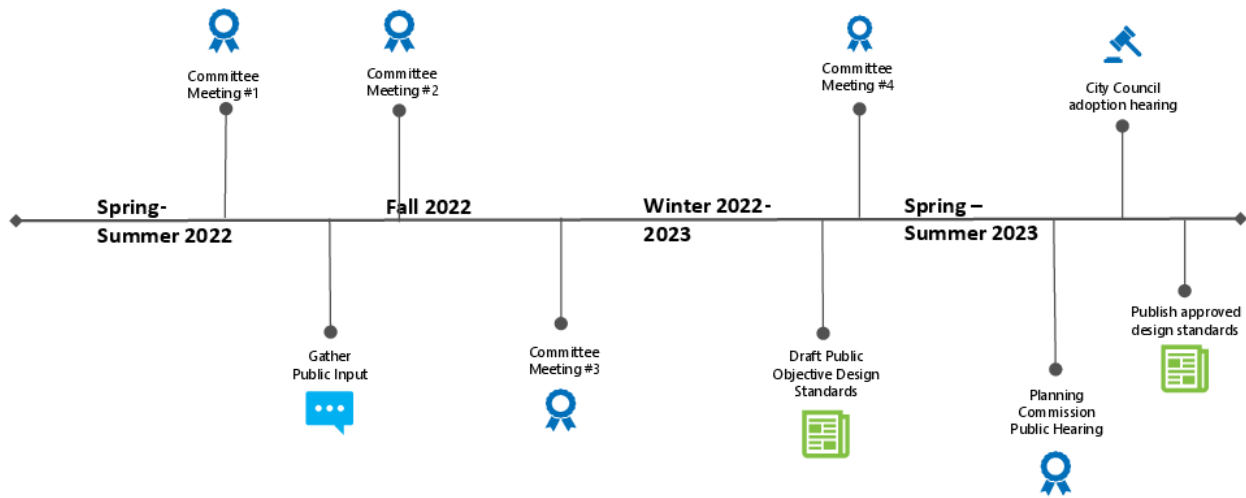 Committee
Meeting #1
Committee
Meeting #2
Committee
Meeting #4
City Council
adoption hearing
Spring-
Summer 2022
Fall 2022
Winter 2022-
2023
Spring –
Summer 2023
Gather
Public Input
Committee
Meeting #3
Draft Public
Objective Design
Standards
Planning
Commission
Public Hearing
Publish approved
design standards